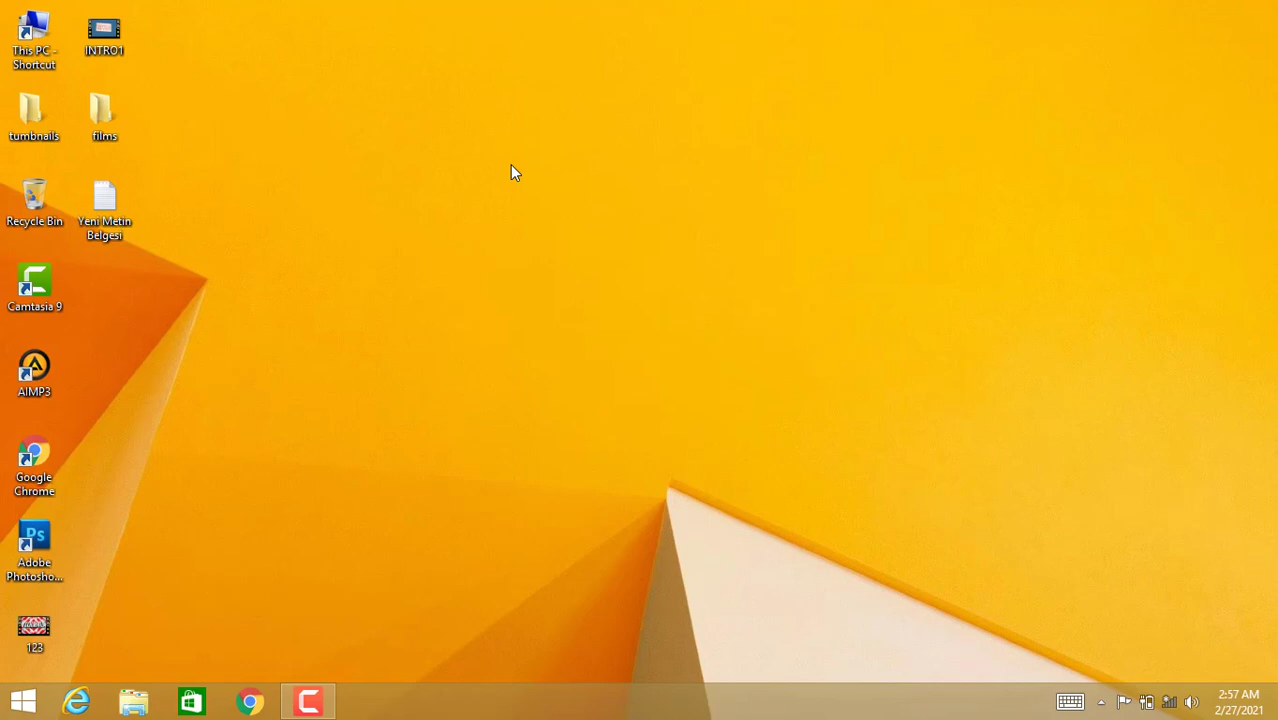 This PC -
Shortcut
INTRO1
tumbnails
films
Recycle Bin
Yeni Metin
Belgesi
Camtasia 9
AIMP3
Google
Chrome
Ps
Adobe
Photosho...
123
2:57 AM
2/27/2021